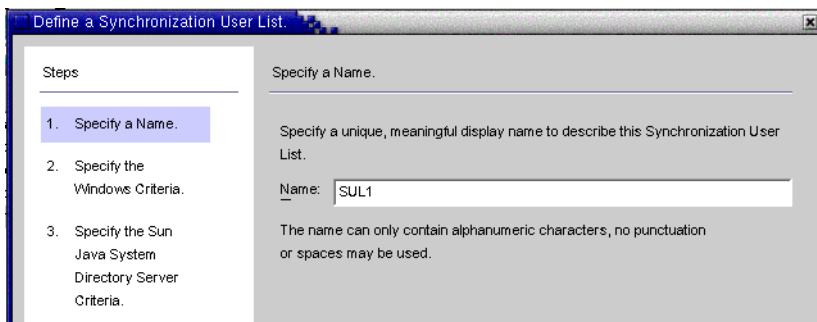 Define a Synchronization User List.
Steps
1. Specify a Name.
2. Specify the
Windows Criteria.
3. Specify the Sun
Java System
Directory Server
Criteria.
Specify a Name.
Specify a unique, meaningful display name to describe this Synchronization User
List.
Name: SUL1
The name can only contain alphanumeric characters, no punctuation
or spaces may be used.